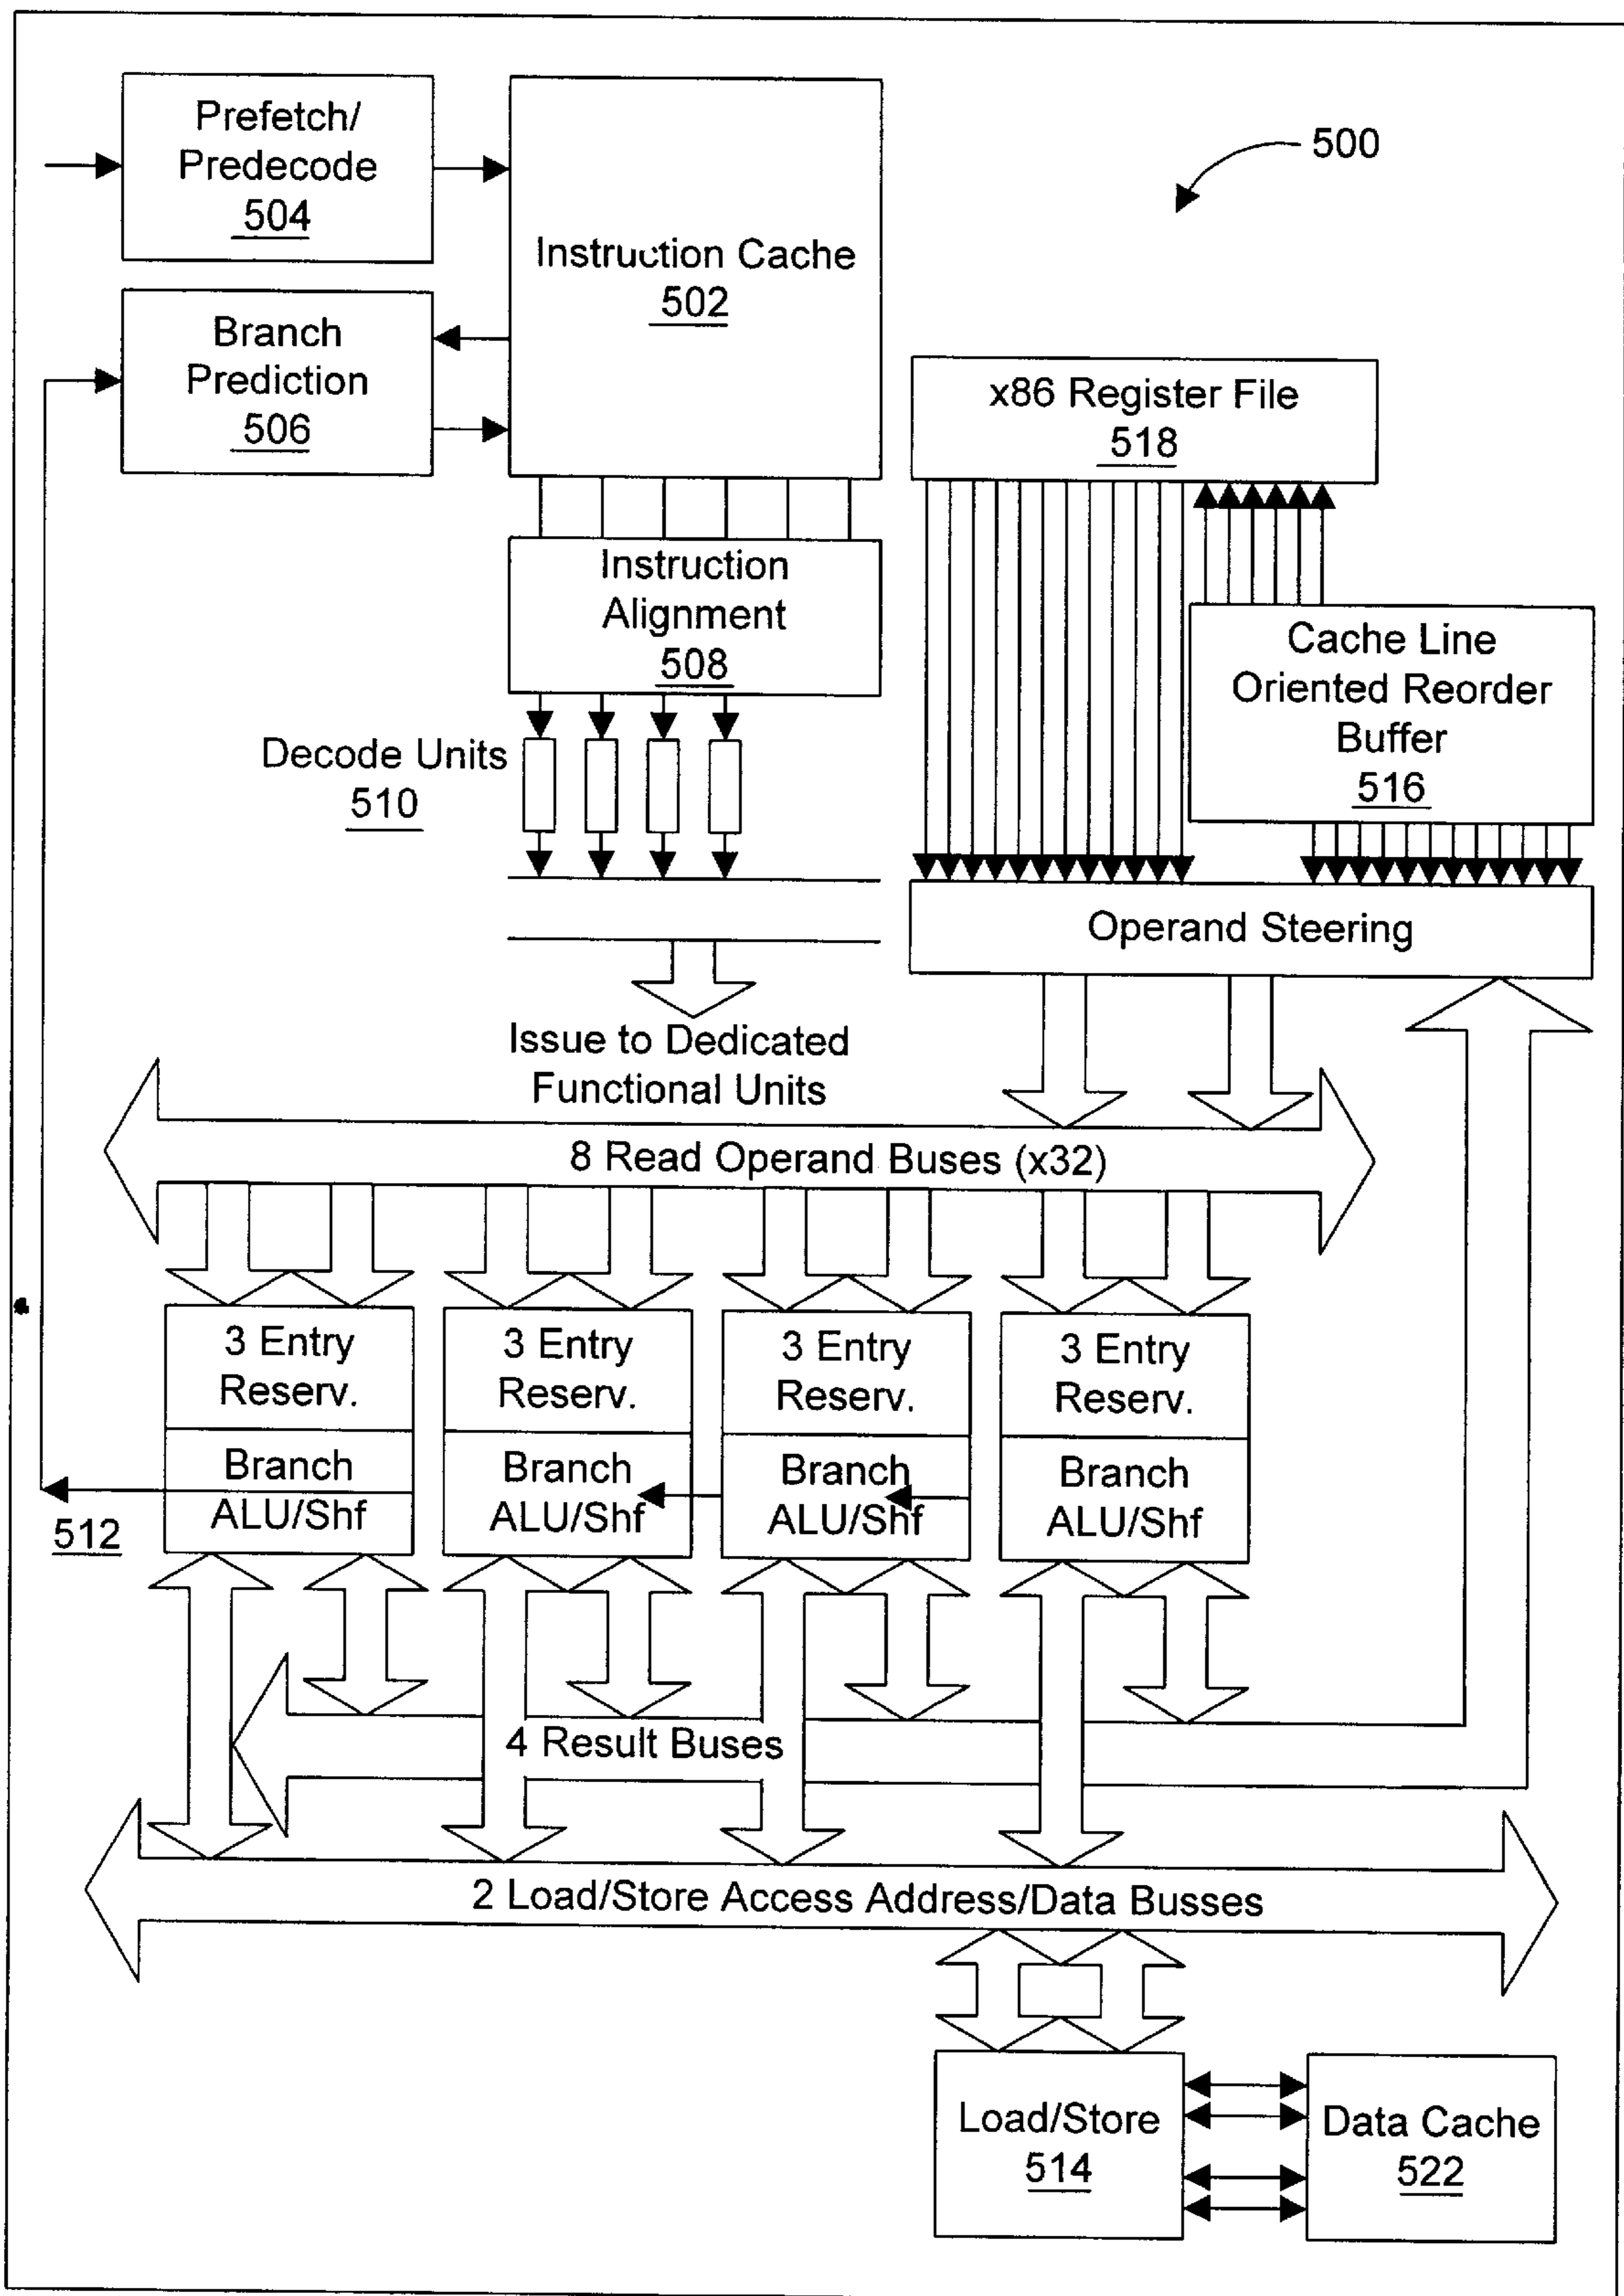 Prefetch/
Predecode
504
Instruction Cache
502
500
Branch
Prediction
506
x86 Register File
518
Instruction
Alignment
508
Cache Line
Oriented Reorder
Buffer
516
Decode Units
510
Operand Steering
Issue to Dedicated
Functional Units
8 Read Operand Buses (x32)
3 Entry
Reserv.
Branch
ALU/Shf
3 Entry
Reserv.
Branch
ALU/Shf
3 Entry
Reserv.
Branch
ALU/Shf
3 Entry
Reserv.
Branch
ALU/Shf
512
4 Result Buses
2 Load/Store Access Address/Data Busses
Load/Store
514
Data Cache
522